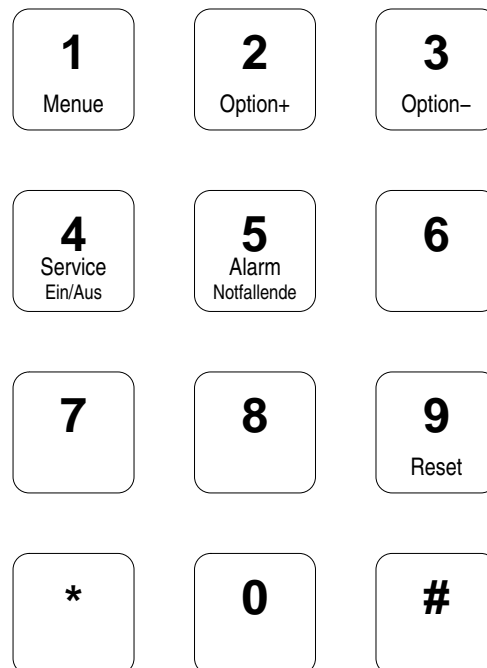 1
Menue
2
Option+
3
Option−
4
Service
Ein/Aus
5
Alarm
Notfallende
6
7
8
9
Reset
*
0
#